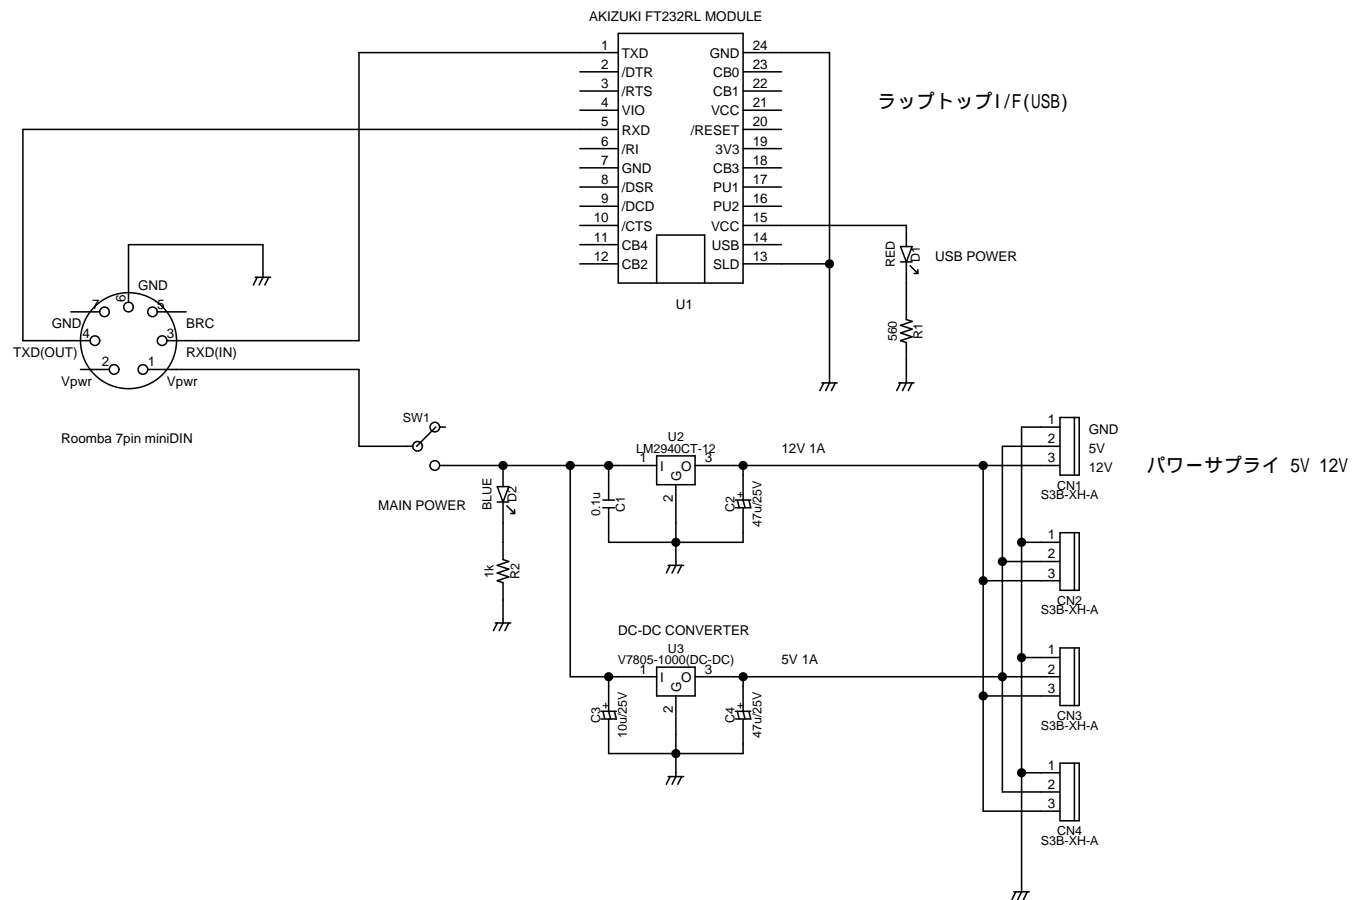 AKIZUKI FT232RL MODULE
1 TXD GND 24
2 /DTR CB0 23
3 /RTS CB1 22
4 VIO VCC 21
5 RXD /RESET 20
6 /RI 3V3 19
7 GND CB3 18
8 /DSR PU1 17
9 /DCD PU2 16
10 /CTS VCC 15
11 CB4 USB 14
12 CB2 SLD 13
U1
ラップトップI/F(USB)
RED
D1
USB POWER
560
R1
GND
6
7
5
GND
BRC
4
3
TXD(OUT)
RXD(IN)
2
1
Vpwr
Vpwr
Roomba 7pin miniDIN
SW1
MAIN POWER
BLUE
D2
1k
R2
0.1u
C1
U2
LM2940CT-12
1 I O 3
G
2
12V 1A
C2
+
47u/25V
DC-DC CONVERTER
U3
V7805-1000(DC-DC)
1 I O 3
G
2
5V 1A
C3
+
10u/25V
C4
+
47u/25V
1 GND
2 5V
3 12V
CN1
S3B-XH-A
パワーサプライ 5V 12V
1
2
3
CN2
S3B-XH-A
1
2
3
CN3
S3B-XH-A
1
2
3
CN4
S3B-XH-A